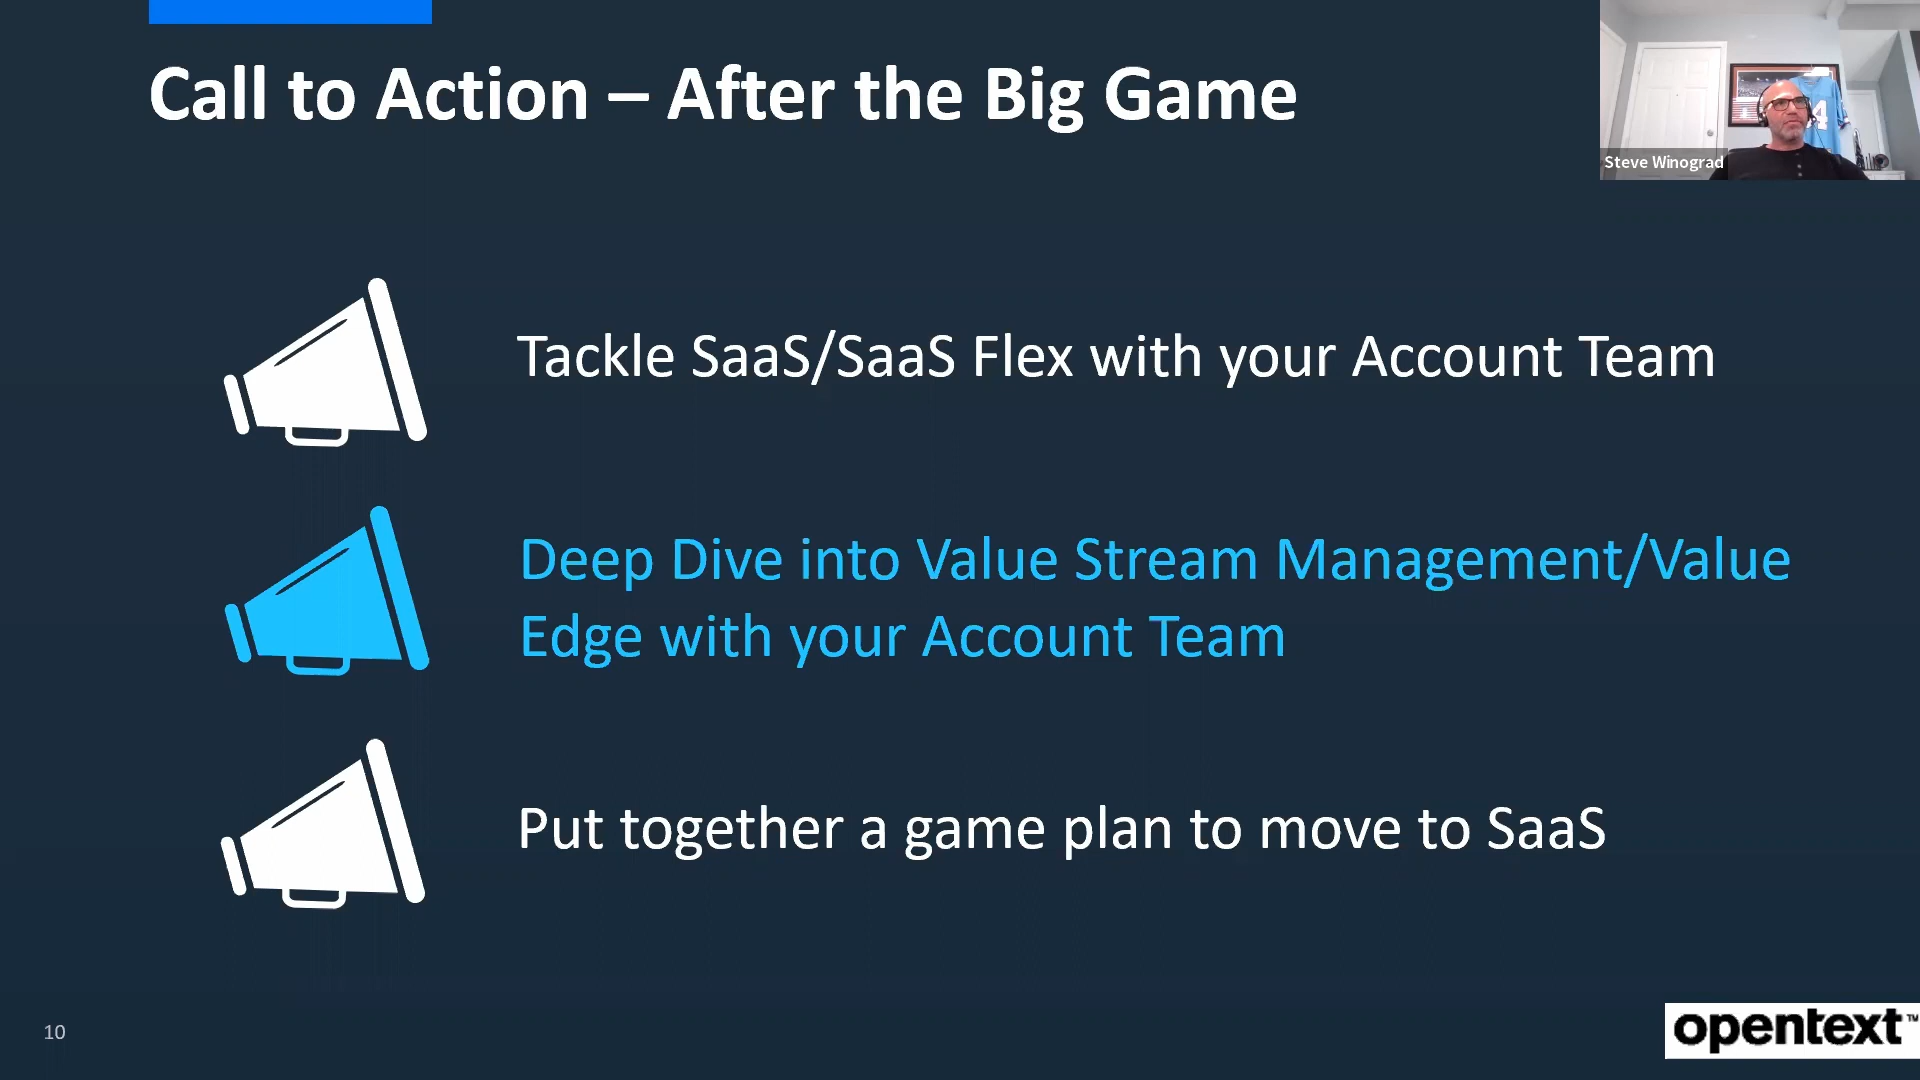 Call to Action – After the Big Game
Steve Winograd
Tackle SaaS/SaaS Flex with your Account Team
Deep Dive into Value Stream Management/Value
Edge with your Account Team
Put together a game plan to move to SaaS
10
opentext™